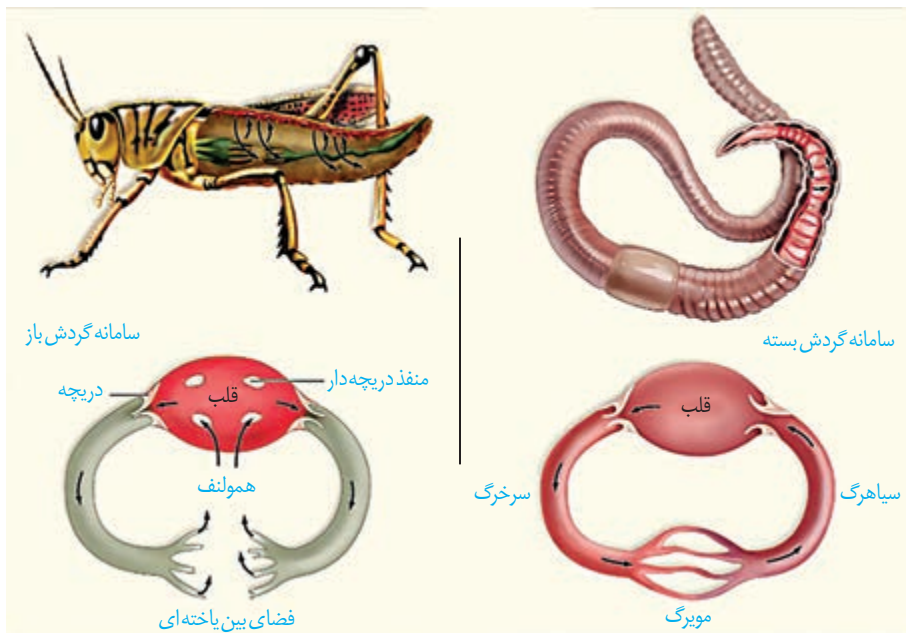 سامانه گردش بسته
قلب
سرخرگ
سیاهرگ
مویرگ
سامانه گردش باز
منفذ دریچه‌دار
دریچه
قلب
همولنف
فضای بین یاخته‌ای